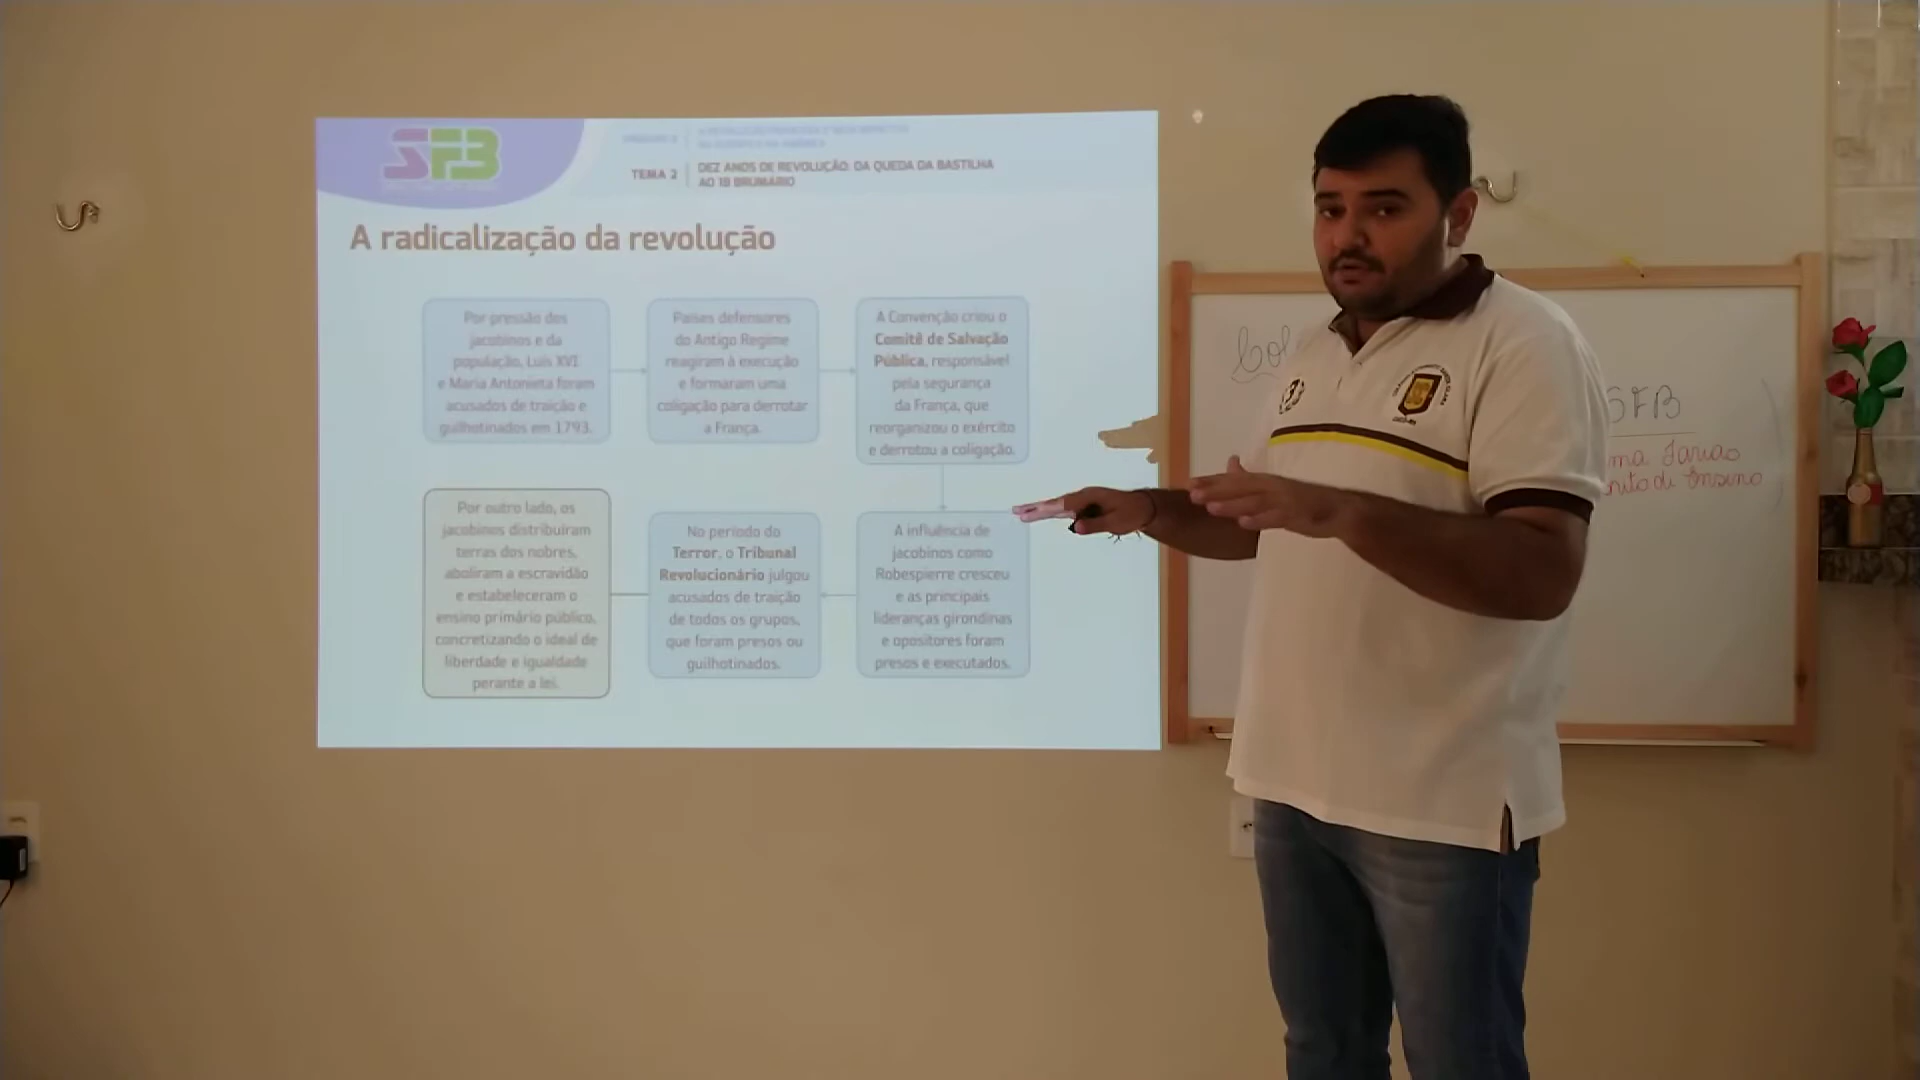 SFB
TEMA 2
DEZ ANOS DE REVOLUÇÃO: DA QUEDA DA BASTILHA
AO 18 BRUMÁRIO
A radicalização da revolução
Por pressão dos
jacobinos e da
população, Luís XVI
e Maria Antonieta foram
acusados de traição e
guilhotinados em 1793.
Países defensores
do Antigo Regime
reagiram à execução
e formaram uma
coligação para derrotar
a França.
A Convenção criou o
Comitê de Salvação
Pública, responsável
pela segurança
da França, que
reorganizou o exército
e derrotou a coligação.
A influência de
jacobinos como
Robespierre cresceu
e as principais
lideranças girondinas
e opositores foram
presos e executados.
No período do
Terror, o Tribunal
Revolucionário julgou
acusados de traição
de todos os grupos,
que foram presos ou
guilhotinados.
Por outro lado, os
jacobinos distribuíram
terras dos nobres,
aboliram a escravidão
e estabeleceram o
ensino primário público,
concretizando o ideal de
liberdade e igualdade
perante a lei.
Col
SFB
ma Farias
de Ensino